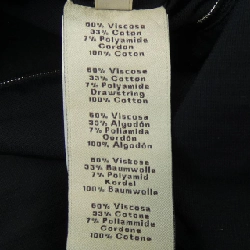 60% Viscose
33% Coton
7% Polyamide
Cordon
100% Coton
60% Viscose
33% Cotton
7% Polyamide
Drawstring
100% Cotton
60% Viscosa
33% Algodón
7% Poliamida
Cordon
100% Algodón
60% Viskose
33% Baumwolle
7% Polyamid
Kordel
100% Baumwolle
60% Viscosa
33% Cotone
7% Poliammide
Cordone
100% Cotone